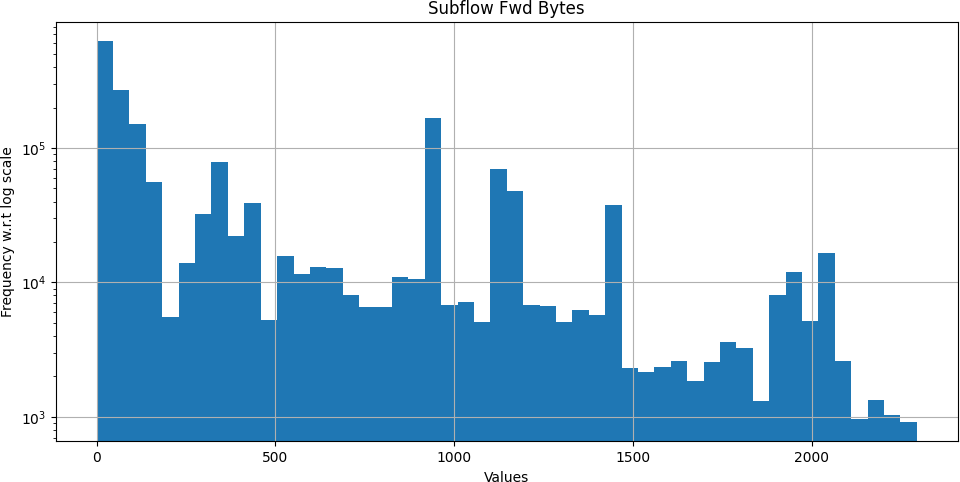 Subflow Fwd Bytes
Frequency w.r.t log scale
10^5
10^4
10^3
0 500 1000 1500 2000
Values